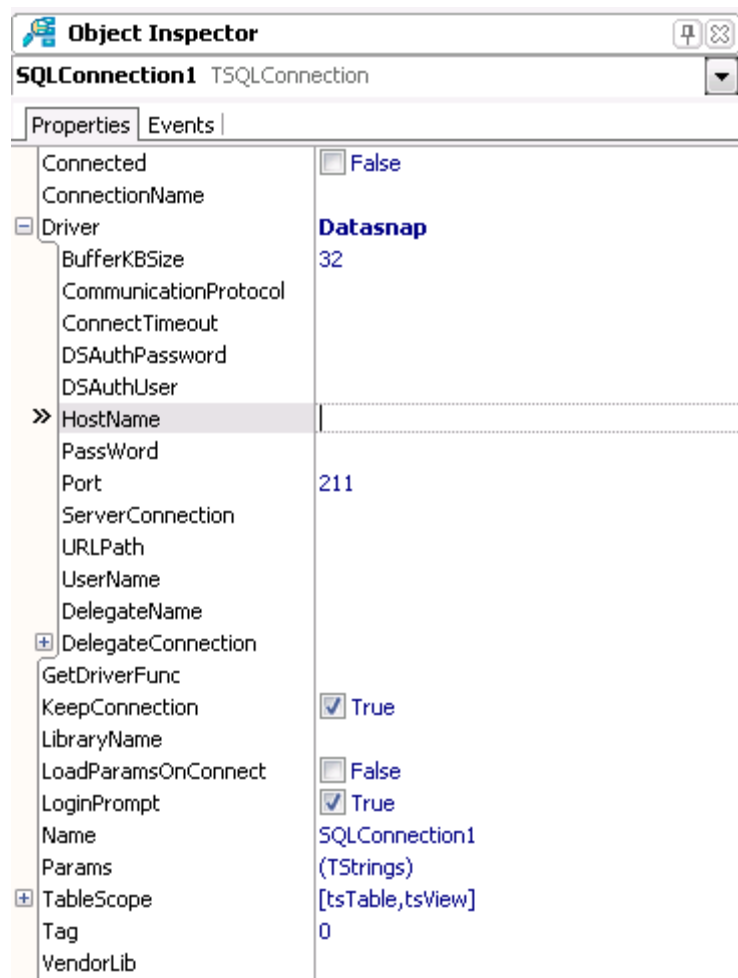 Object Inspector
SQLConnection1 TSQLConnection
Properties Events
Connected False
ConnectionName
Driver Datasnap
BufferKBSize 32
CommunicationProtocol
ConnectTimeout
DSAuthPassword
DSAuthUser
HostName
PassWord
Port 211
ServerConnection
URLPath
UserName
DelegateName
DelegateConnection
GetDriverFunc
KeepConnection True
LibraryName
LoadParamsOnConnect False
LoginPrompt True
Name SQLConnection1
Params (TStrings)
TableScope [tsTable,tsView]
Tag 0
VendorLib